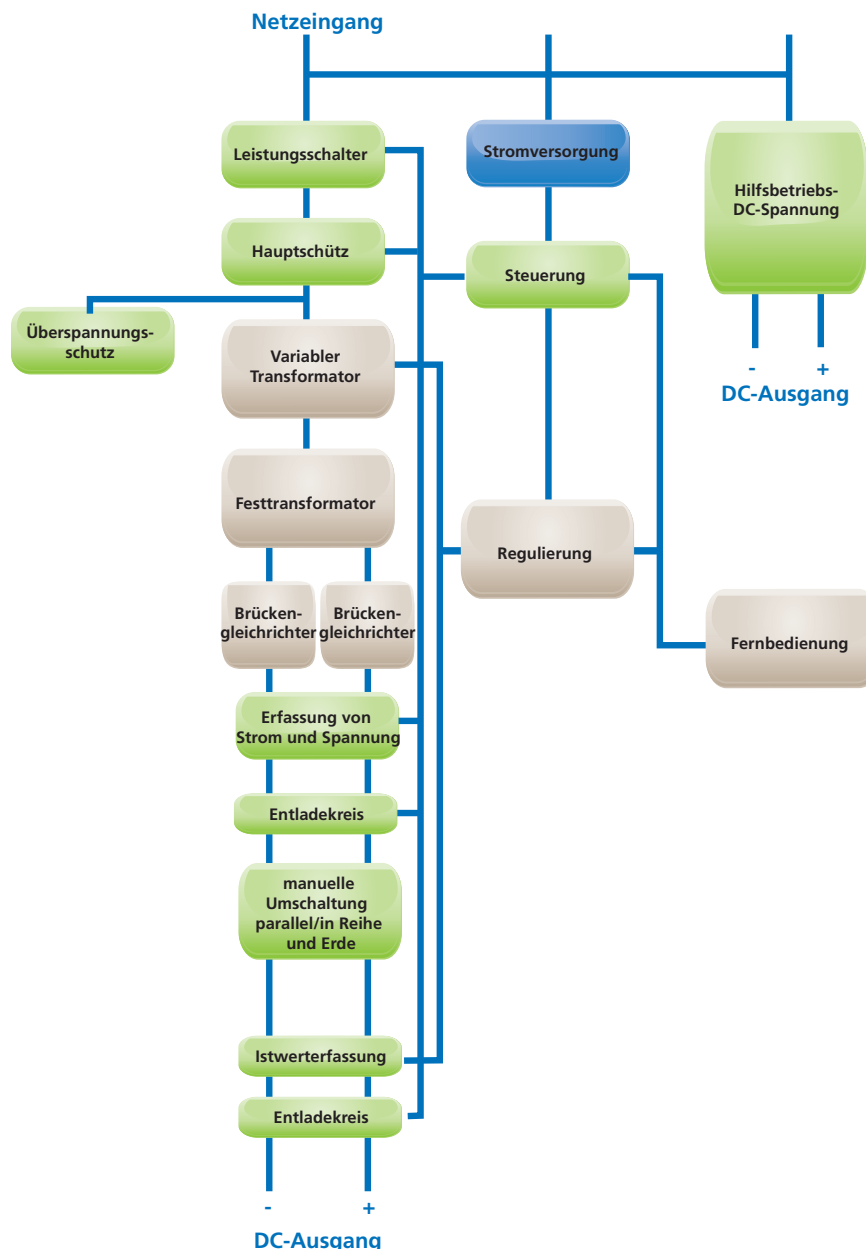 Netzeingang
Leistungsschalter
Stromversorgung
Hilfsbetriebs-
DC-Spannung
Hauptschütz
Steuerung
Überspannungs-
schutz
Variabler
Transformator
- +
DC-Ausgang
Festtransformator
Regulierung
Brücken-
gleichrichter
Brücken-
gleichrichter
Fernbedienung
Erfassung von
Strom und Spannung
Entladekreis
manuelle
Umschaltung
parallel/in Reihe
und Erde
Istwerterfassung
Entladekreis
- +
DC-Ausgang